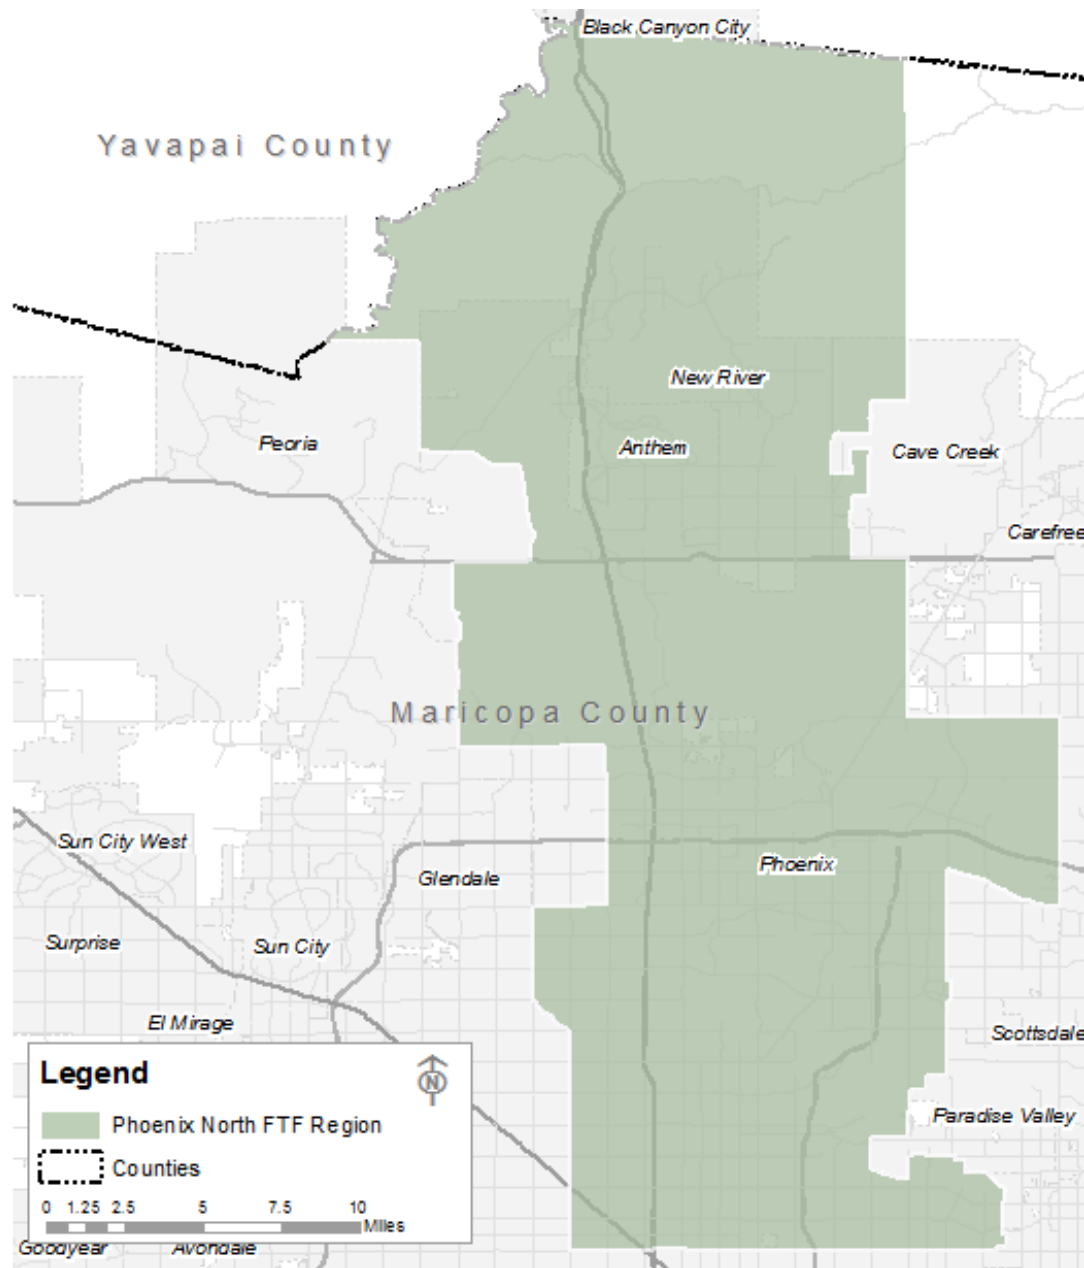 Black Canyon City
Yavapai County
New River
Peoria
Anthem
Cave Creek
Carefree
Maricopa County
Sun City West
Phoenix
Glendale
Surprise
Sun City
El Mirage
Scottsdale
Legend
N
Phoenix North FTF Region
Paradise Valley
Counties
0 1.25 2.5 5 7.5 10
Miles
Goodyear
Avondale